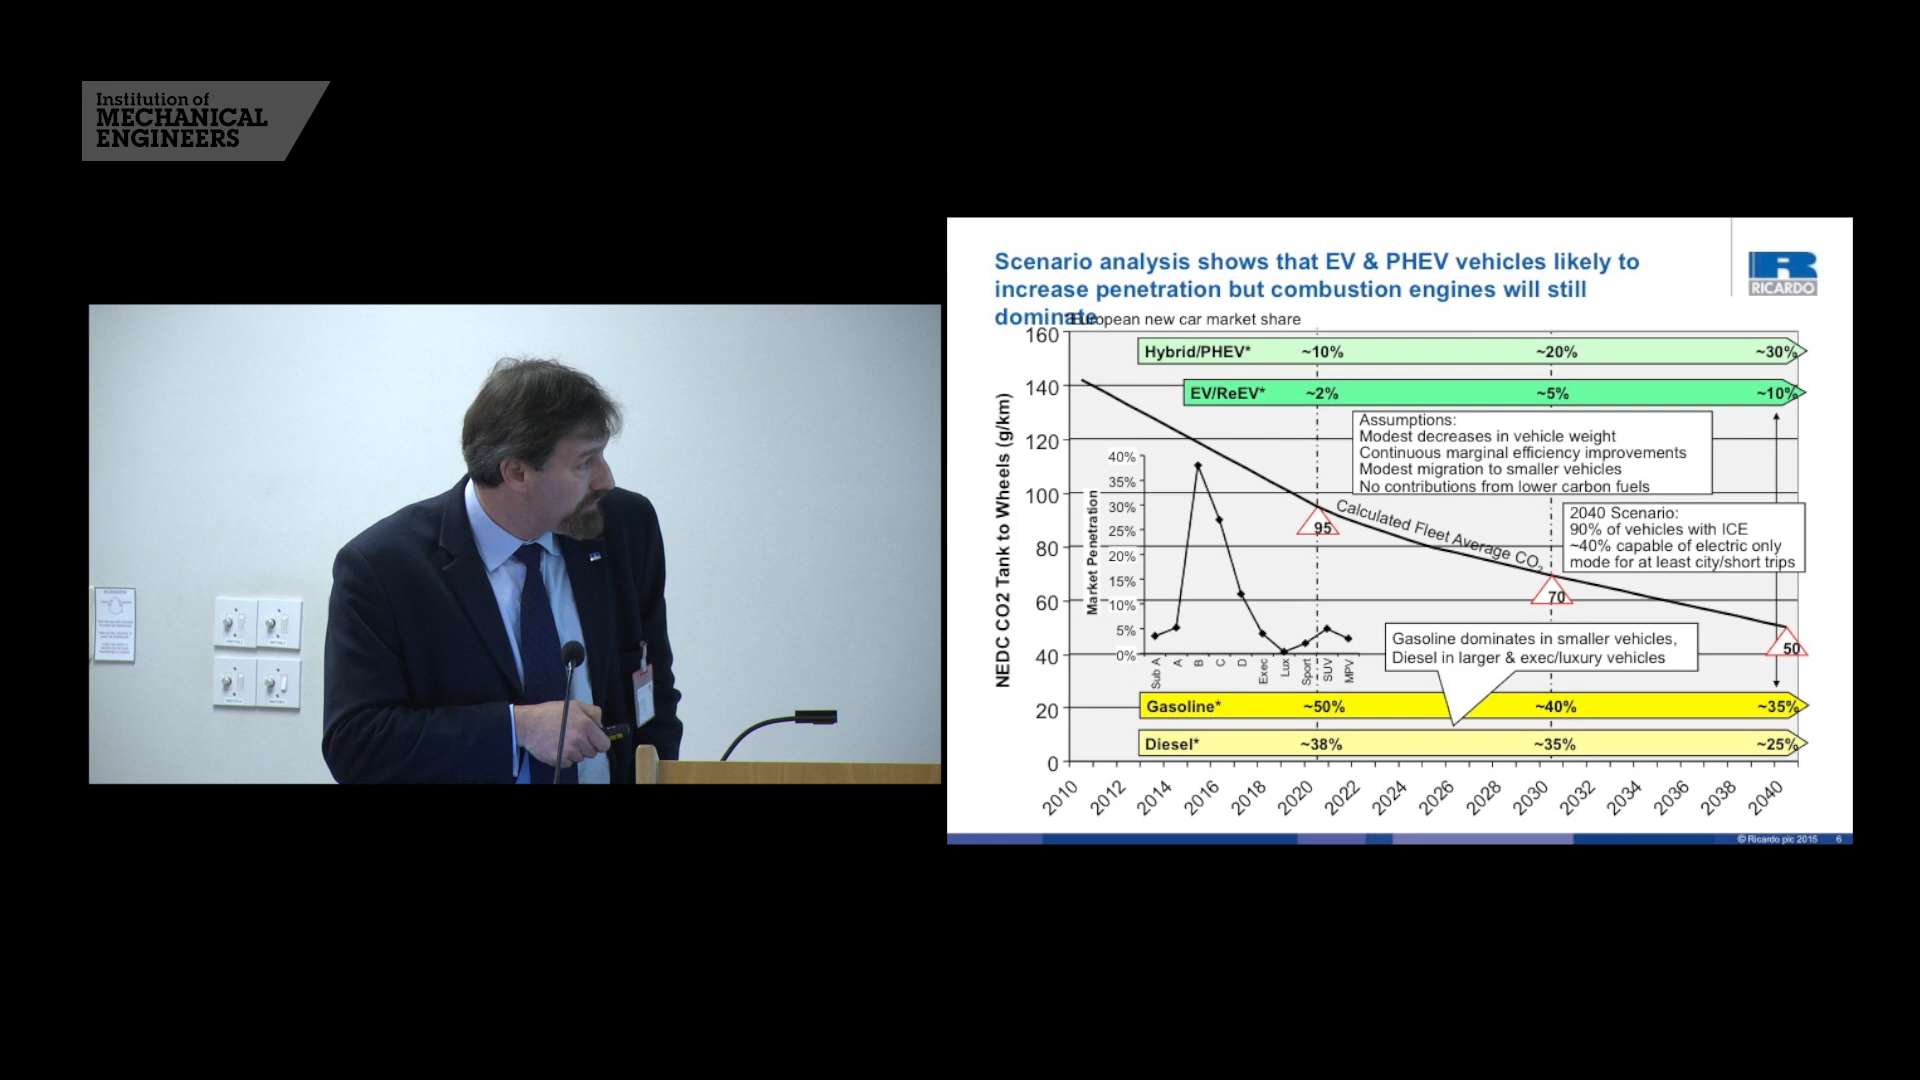 Institution of
MECHANICAL
ENGINEERS
Scenario analysis shows that EV & PHEV vehicles likely to
increase penetration but combustion engines will still
dominate
RICARDO
*European new car market share
NEDC CO2 Tank to Wheels (g/km)
160
140
120
100
80
60
40
20
0
Hybrid/PHEV* ~10% ~20% ~30%
EV/ReEV* ~2% ~5% ~10%
Assumptions:
Modest decreases in vehicle weight
Continuous marginal efficiency improvements
Modest migration to smaller vehicles
No contributions from lower carbon fuels
Market Penetration
40%
35%
30%
25%
20%
15%
10%
5%
0%
Sub A A B C D Exec Lux Sport SUV MPV
Calculated Fleet Average CO2
95
70
50
2040 Scenario:
90% of vehicles with ICE
~40% capable of electric only
mode for at least city/short trips
Gasoline dominates in smaller vehicles,
Diesel in larger & exec/luxury vehicles
Gasoline* ~50% ~40% ~35%
Diesel* ~38% ~35% ~25%
2010 2012 2014 2016 2018 2020 2022 2024 2026 2028 2030 2032 2034 2036 2038 2040
© Ricardo plc 2015 6